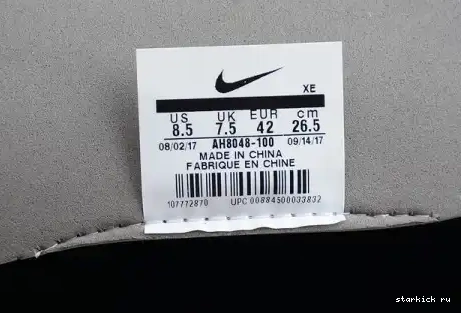 XE
US UK EUR cm
8.5 7.5 42 26.5
08/02/17 AH8048-100 09/14/17
MADE IN CHINA
FABRIQUE EN CHINE
107772870 UPC 00884500033832
starkick ru